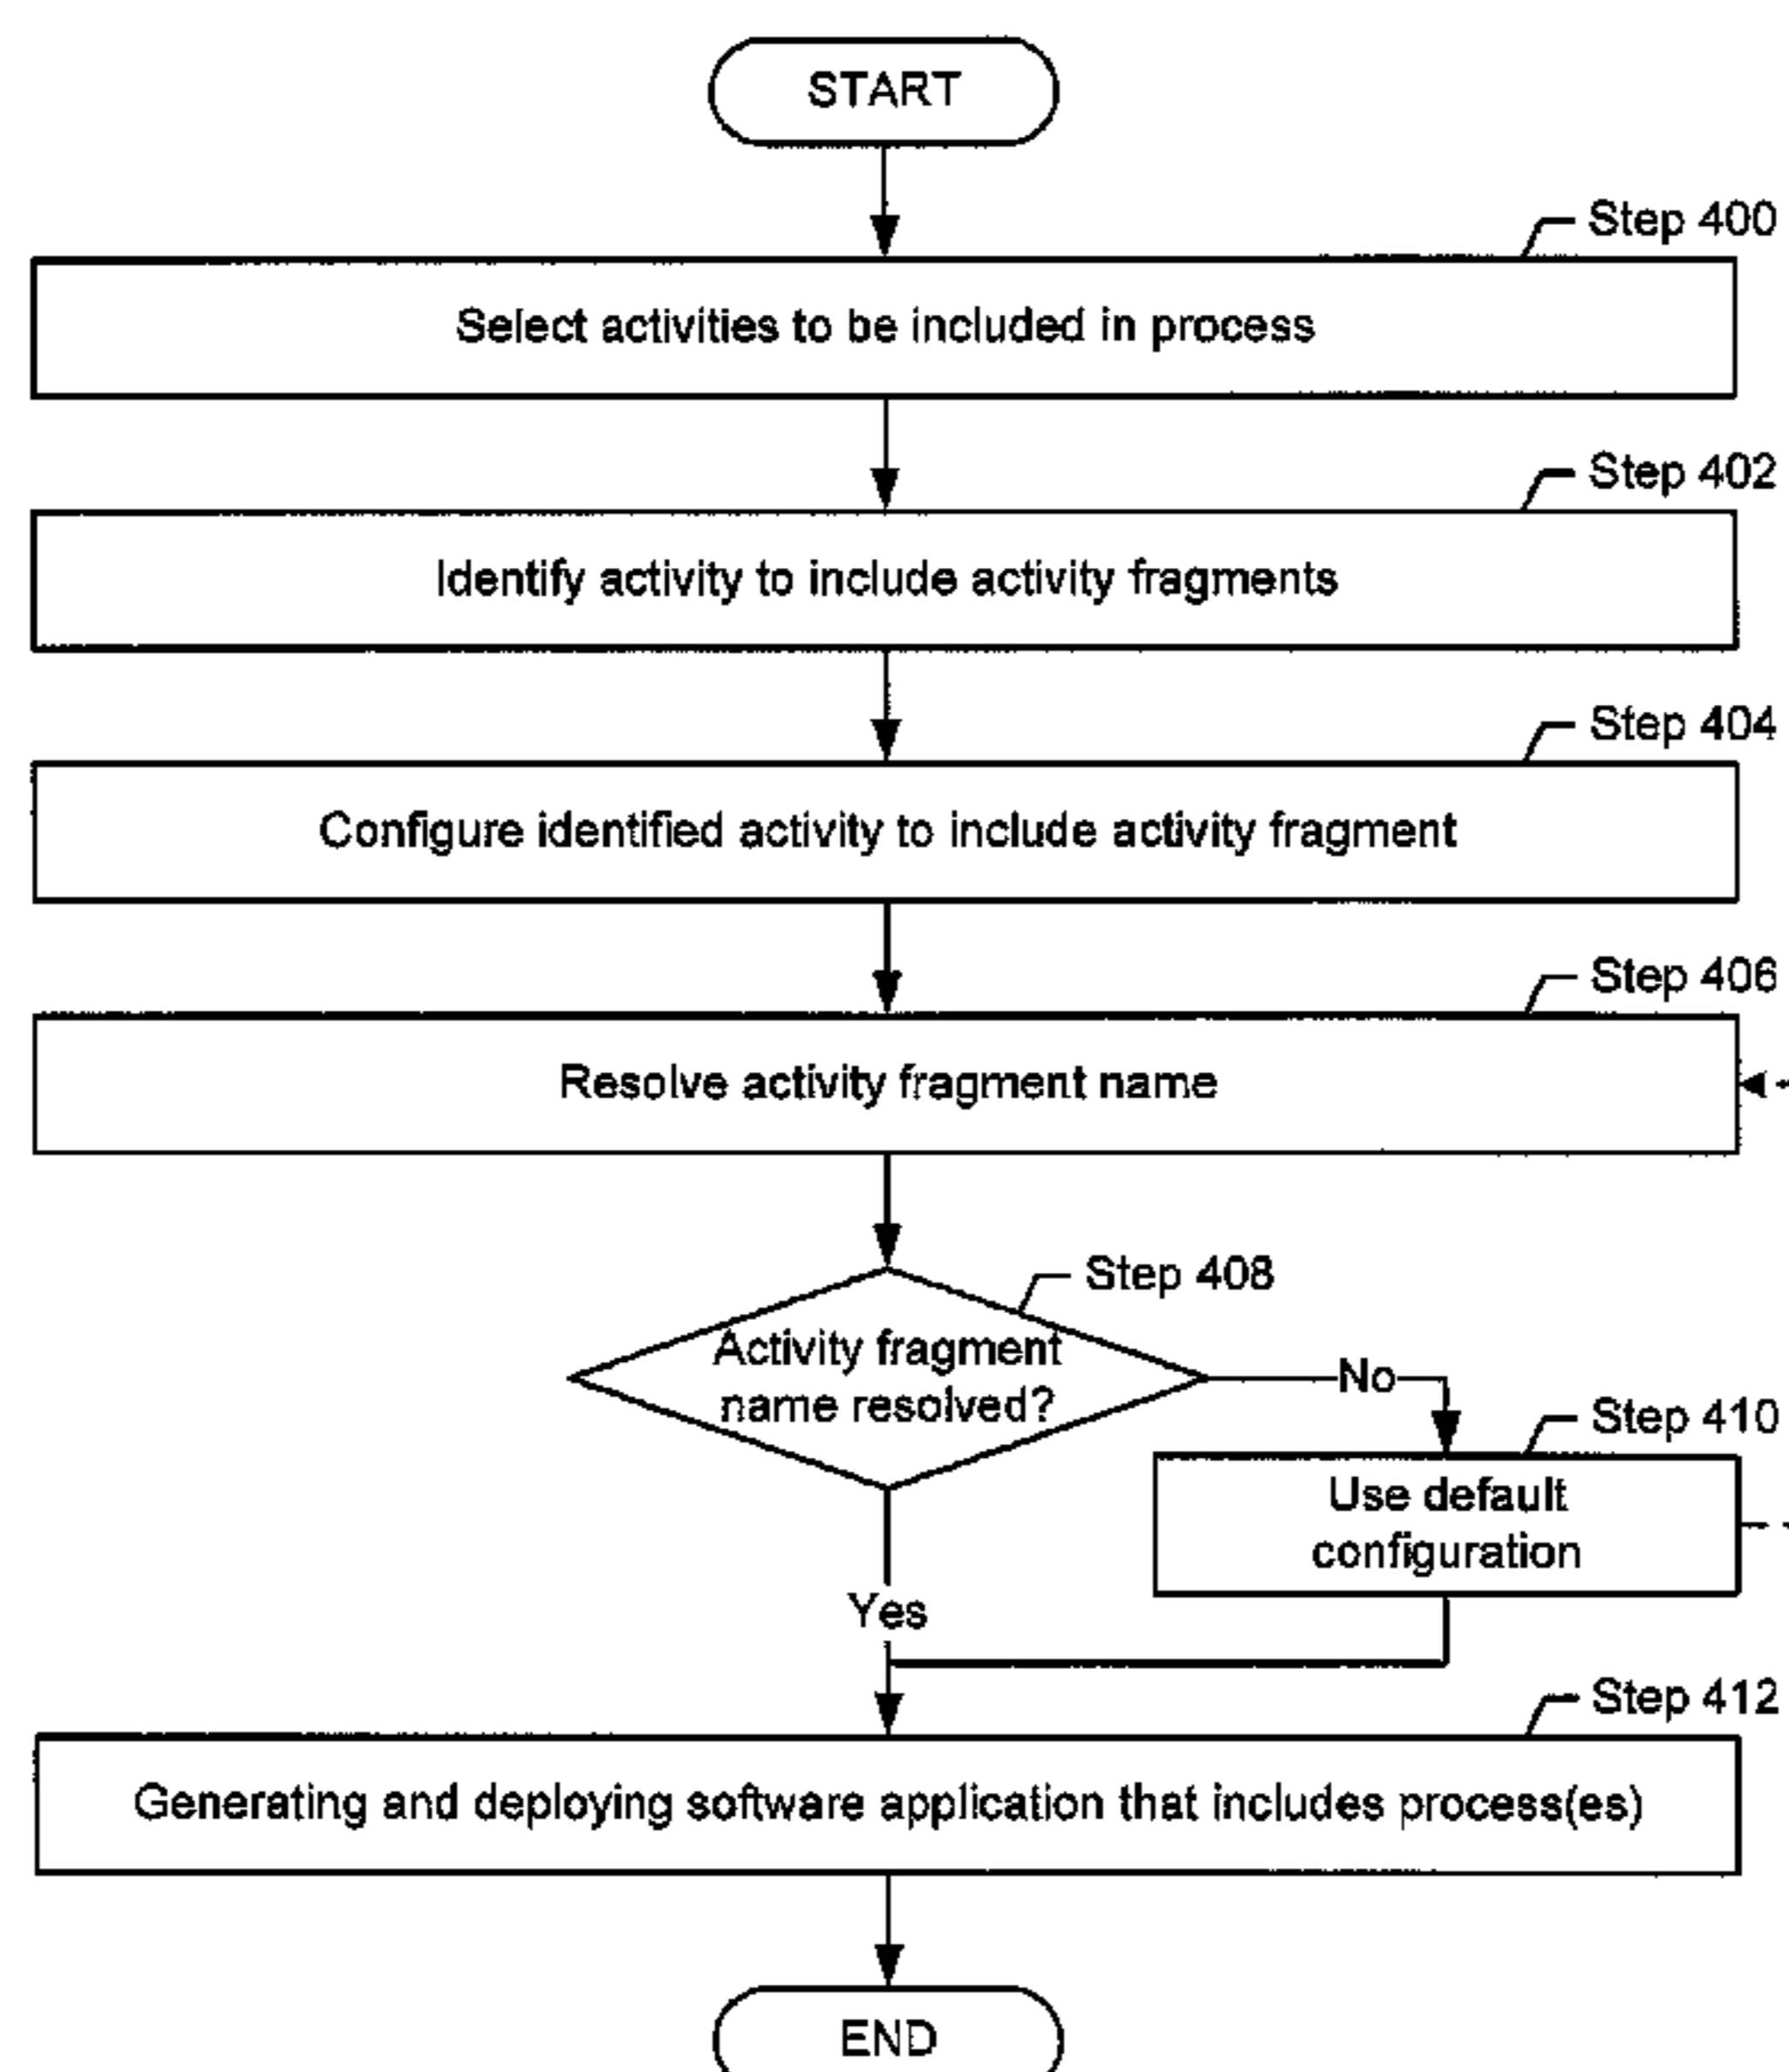 START
Step 400
Select activities to be included in process
Step 402
Identify activity to include activity fragments
Step 404
Configure identified activity to include activity fragment
Step 406
Resolve activity fragment name
Step 408
Activity fragment
name resolved?
No
Step 410
Use default
configuration
Yes
Step 412
Generating and deploying software application that includes process(es)
END